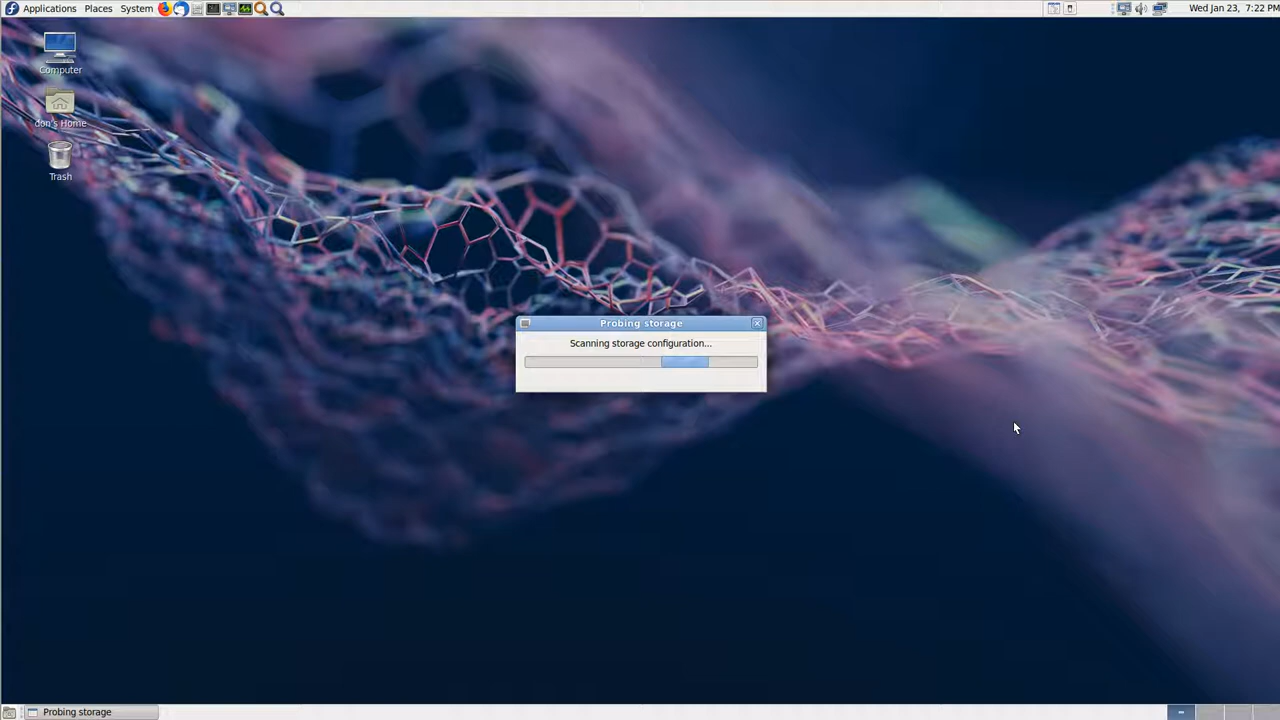 Applications Places System
Wed Jan 23, 7:22 PM
Computer
don's Home
Trash
Probing storage
Scanning storage configuration...
Probing storage